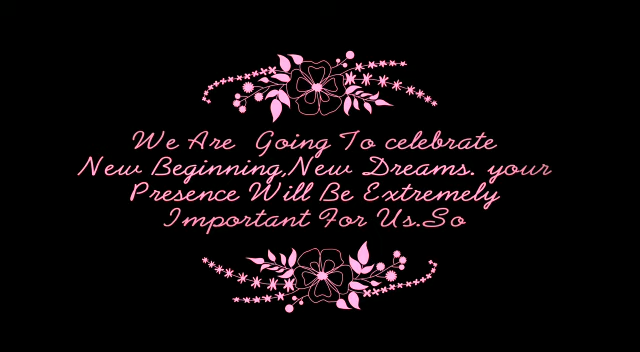 We Are Going To celebrate
New Beginning,New Dreams. your
Presence Will Be Extremely
Important For Us.So